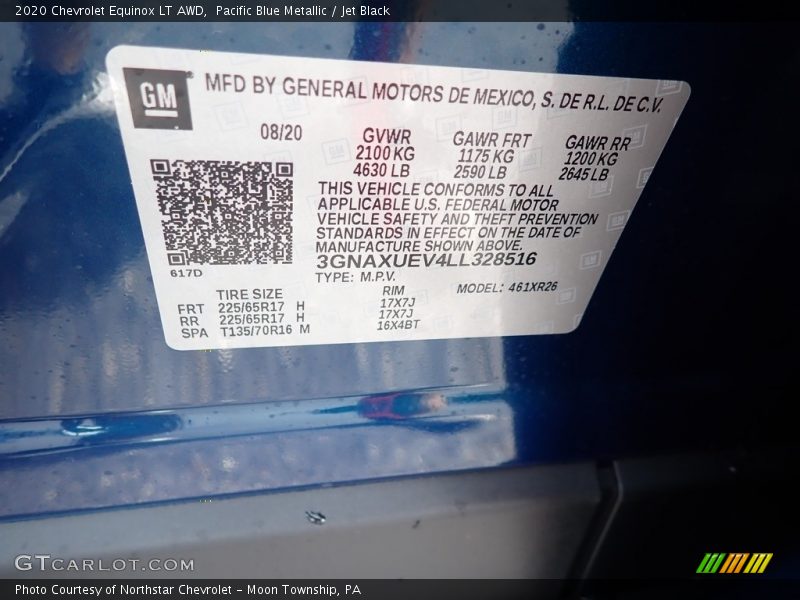 2020 Chevrolet Equinox LT AWD, Pacific Blue Metallic / Jet Black
GM
MFD BY GENERAL MOTORS DE MEXICO, S. DE R.L. DE C.V.
08/20 GVWR GAWR FRT GAWR RR
2100 KG 1175 KG 1200 KG
4630 LB 2590 LB 2645 LB
THIS VEHICLE CONFORMS TO ALL
APPLICABLE U.S. FEDERAL MOTOR
VEHICLE SAFETY AND THEFT PREVENTION
STANDARDS IN EFFECT ON THE DATE OF
MANUFACTURE SHOWN ABOVE.
3GNAXUEV4LL328516
617D
TYPE: M.P.V.
TIRE SIZE RIM MODEL: 461XR26
FRT 225/65R17 H 17X7J
RR 225/65R17 H 17X7J
SPA T135/70R16 M 16X4BT
GTcarlot.com
Photo Courtesy of Northstar Chevrolet - Moon Township, PA